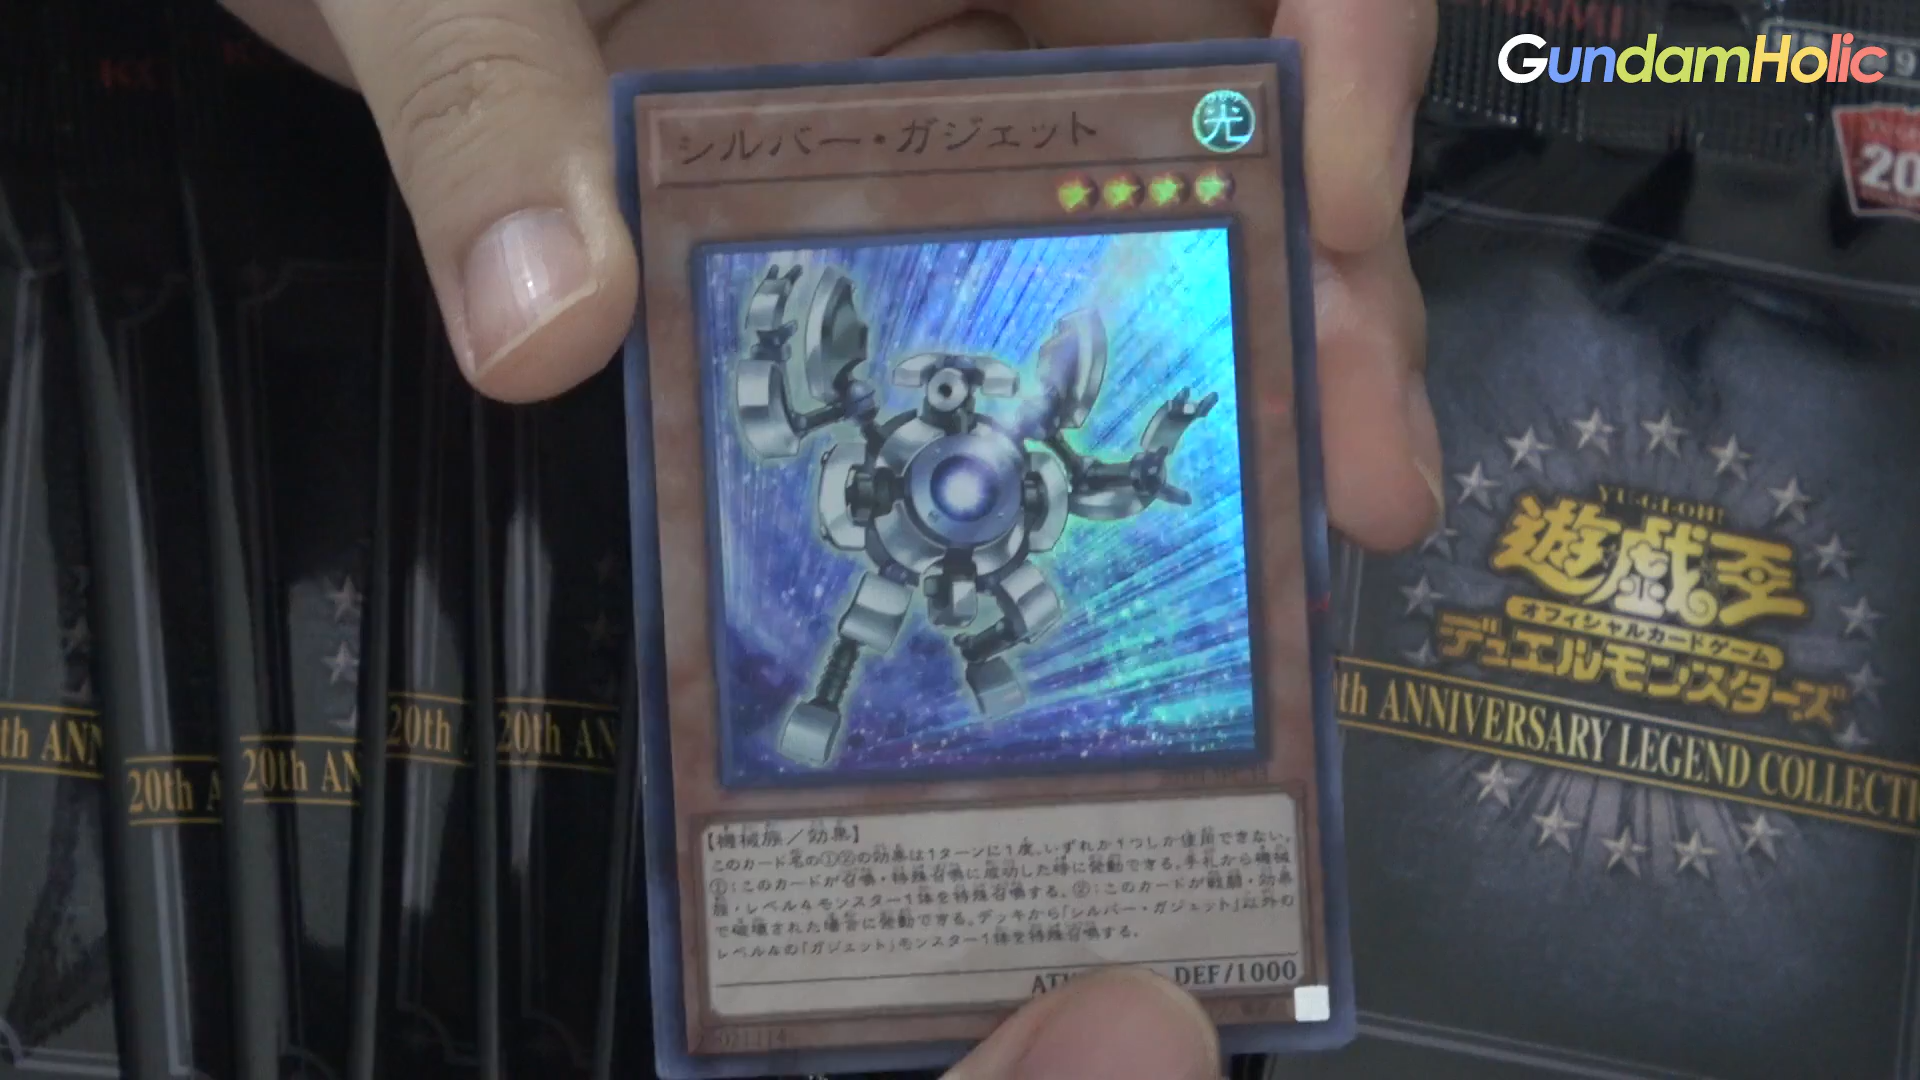 GundamHolic
シルバー・ガジェット
光
【機械族／効果】
このカード名の①②の効果は1ターンに1度、いずれか1つしか使用できない。
①：このカードが召喚・特殊召喚に成功した時に発動できる。手札から機械
族・レベル4モンスター1体を特殊召喚する。②：このカードが戦闘・効果
で破壊された場合に発動できる。デッキから「シルバー・ガジェット」以外の
レベル4の「ガジェット」モンスター1体を特殊召喚する。
DEF/1000
YU-GI-OH!
遊戯王
オフィシャルカードゲーム
デュエルモンスターズ
th ANNIVERSARY LEGEND COLLECTI
20
th ANN
20th A
20th AN
20th
20th AN